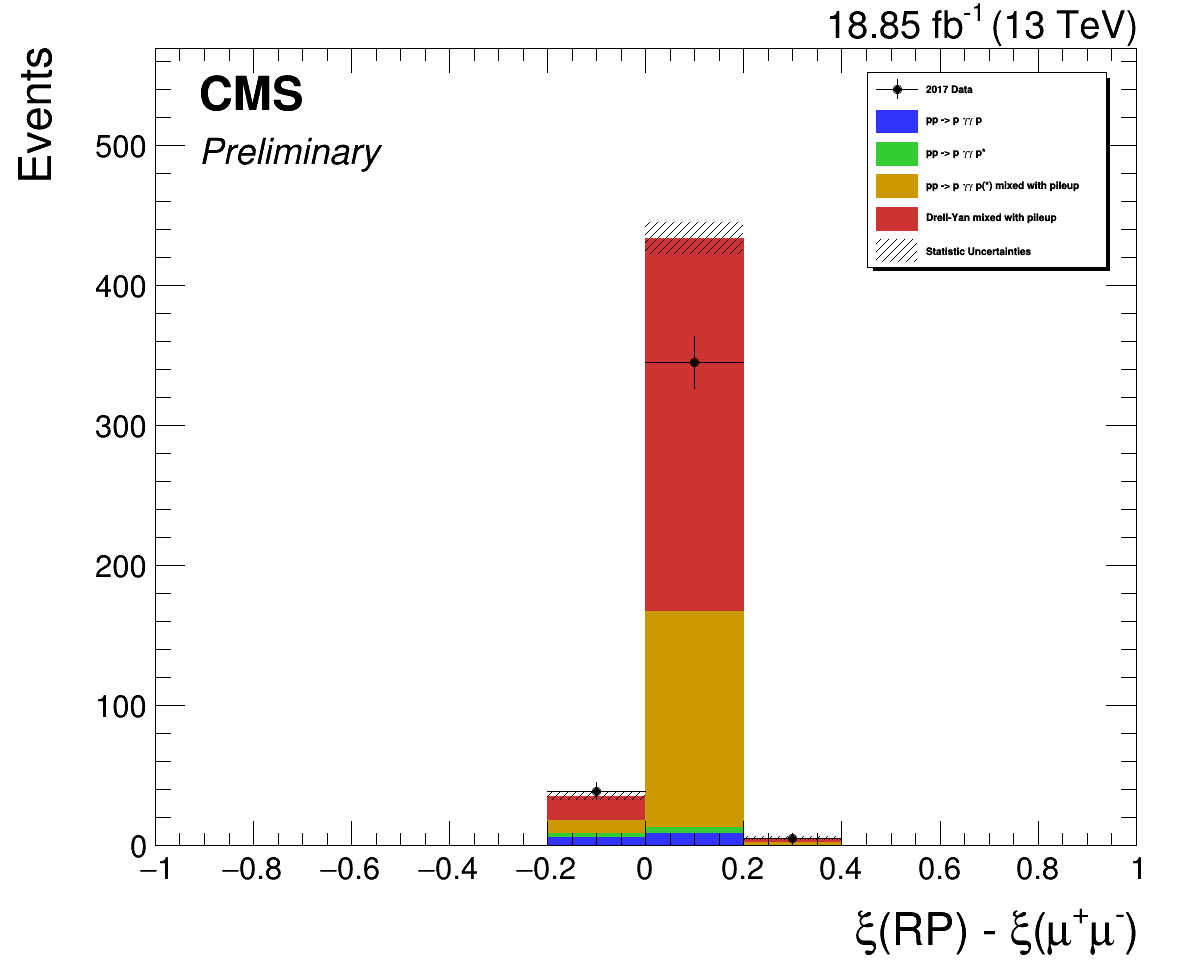 18.85 fb⁻¹ (13 TeV)
Events
CMS
Preliminary
2017 Data
pp -> p γγ p
pp -> p γγ p*
pp -> p γγ p(*) mixed with pileup
Drell-Yan mixed with pileup
Statistic Uncertainties
500
400
300
200
100
0
−1 −0.8 −0.6 −0.4 −0.2 0 0.2 0.4 0.6 0.8 1
ξ(RP) - ξ(μ⁺μ⁻)